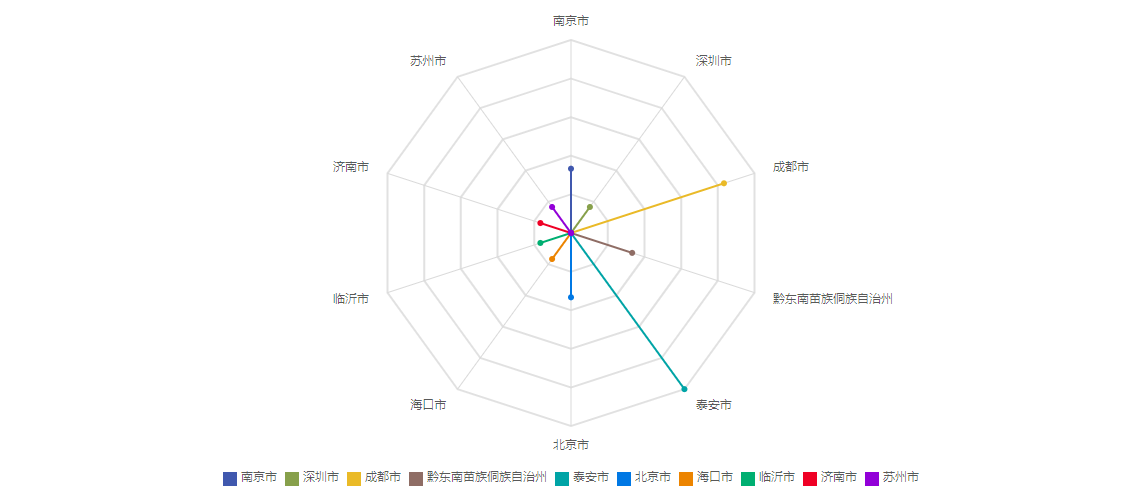 南京市
苏州市
深圳市
济南市
成都市
临沂市
黔东南苗族侗族自治州
海口市
泰安市
北京市
南京市 深圳市 成都市 黔东南苗族侗族自治州 泰安市 北京市 海口市 临沂市 济南市 苏州市